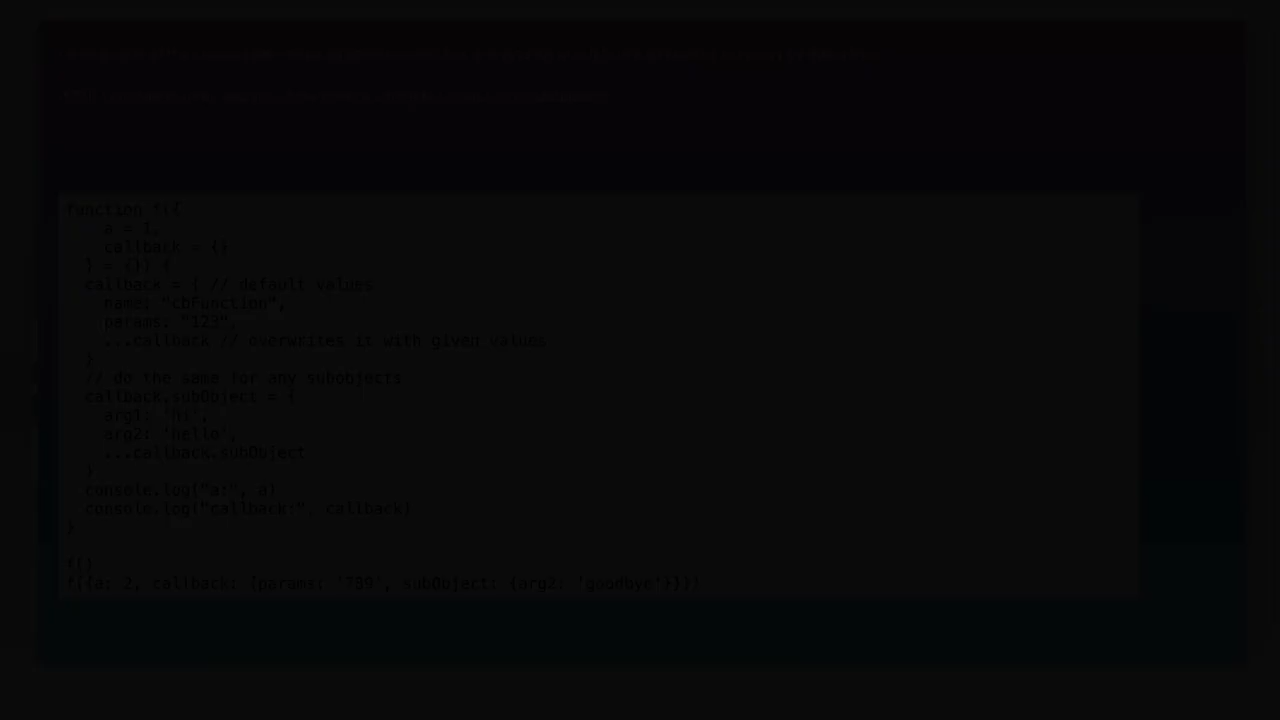 function f({
    a = 1,
    callback = {}
  } = {}) {
  callback = { // default values
    name: "cbFunction",
    params: "123",
    ...callback // overwrites it with given values
  }
  // do the same for any subobjects
  callback.subObject = {
    arg1: 'hi',
    arg2: 'hello',
    ...callback.subObject
  }
  console.log("a:", a)
  console.log("callback:", callback)
}
f()
f({a: 2, callback: {params: '789', subObject: {arg2: 'goodbye'}}})